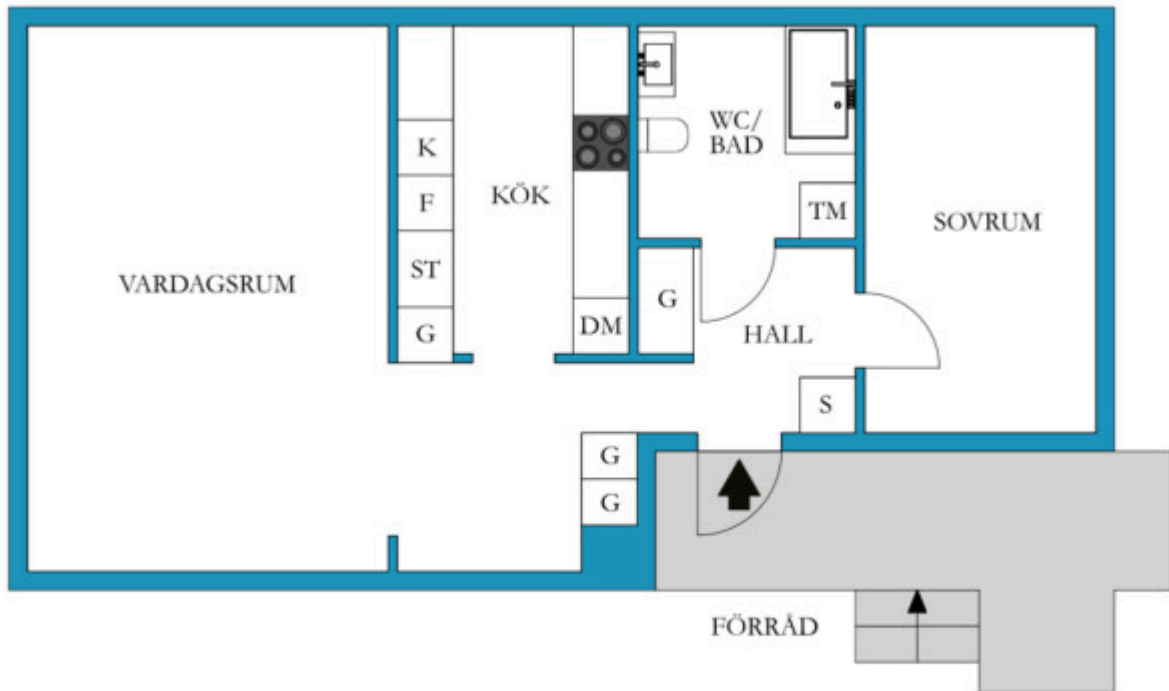 VARDAGSRUM
K
F
ST
G
KÖK
DM
WC/
BAD
TM
G
HALL
S
SOVRUM
G
G
FÖRRÅD